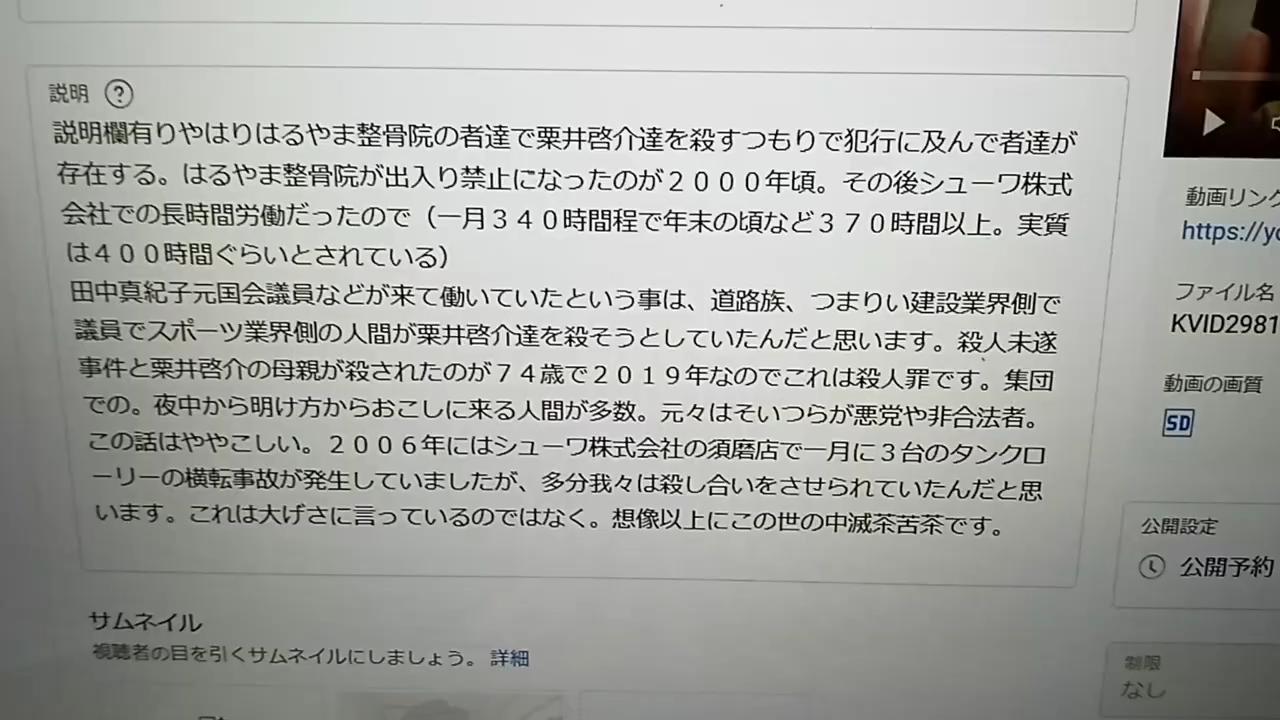 説明 ?
説明欄有りやはりはるやま整骨院の者達で栗井啓介達を殺すつもりで犯行に及んで者達が
存在する。はるやま整骨院が出入り禁止になったのが２０００年頃。その後シューワ株式
会社での長時間労働だったので（一月３４０時間程で年末の頃など３７０時間以上。実質
は４００時間ぐらいとされている）
田中真紀子元国会議員などが来て働いていたという事は、道路族、つまりい建設業界側で
議員でスポーツ業界側の人間が栗井啓介達を殺そうとしていたんだと思います。殺人未遂
事件と栗井啓介の母親が殺されたのが７４歳で２０１９年なのでこれは殺人罪です。集団
での。夜中から明け方からおこしに来る人間が多数。元々はそいつらが悪党や非合法者。
この話はややこしい。２００６年にはシューワ株式会社の須磨店で一月に３台のタンクロ
ーリーの横転事故が発生していましたが、多分我々は殺し合いをさせられていたんだと思
います。これは大げさに言っているのではなく。想像以上にこの世の中滅茶苦茶です。
サムネイル
視聴者の目を引くサムネイルにしましょう。 詳細
動画リンク
https://yo
ファイル名
KVID2981
動画の画質
SD
公開設定
公開予約
制限
なし